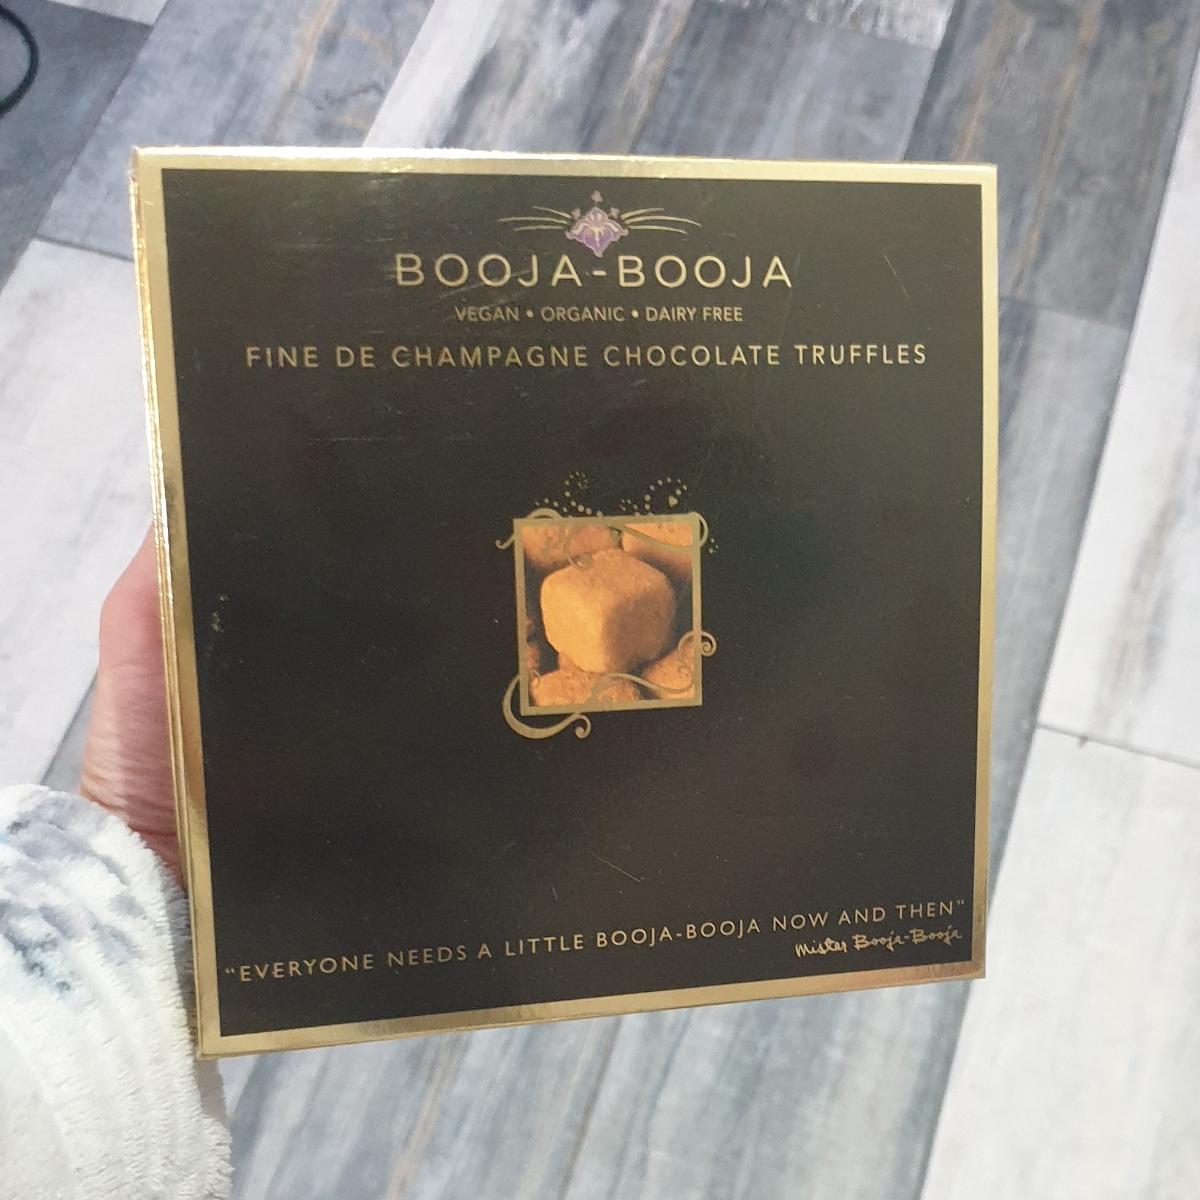 BOOJA-BOOJA
VEGAN • ORGANIC • DAIRY FREE
FINE DE CHAMPAGNE CHOCOLATE TRUFFLES
"EVERYONE NEEDS A LITTLE BOOJA-BOOJA NOW AND THEN"
Mister Booja-Booja